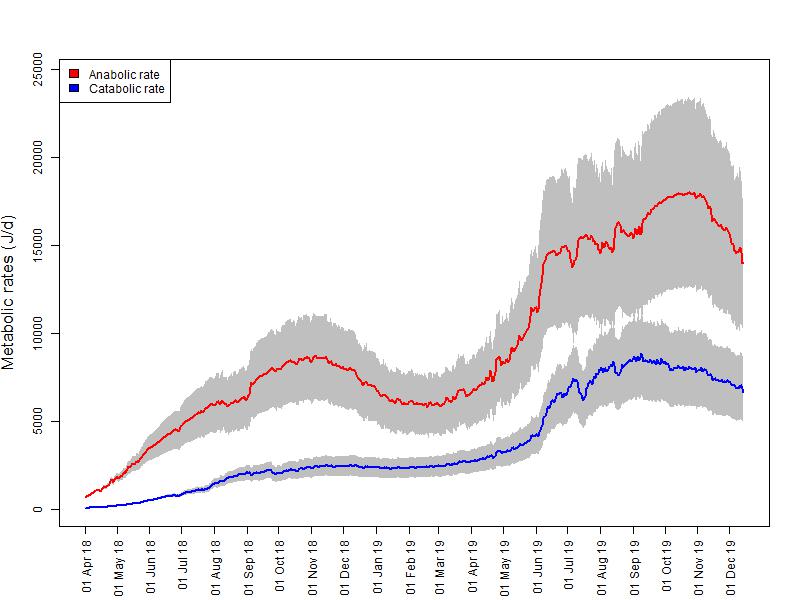 Anabolic rate
Catabolic rate
Metabolic rates (J/d)
25000
20000
15000
10000
5000
0
01 Apr 18
01 May 18
01 Jun 18
01 Jul 18
01 Aug 18
01 Sep 18
01 Oct 18
01 Nov 18
01 Dec 18
01 Jan 19
01 Feb 19
01 Mar 19
01 Apr 19
01 May 19
01 Jun 19
01 Jul 19
01 Aug 19
01 Sep 19
01 Oct 19
01 Nov 19
01 Dec 19